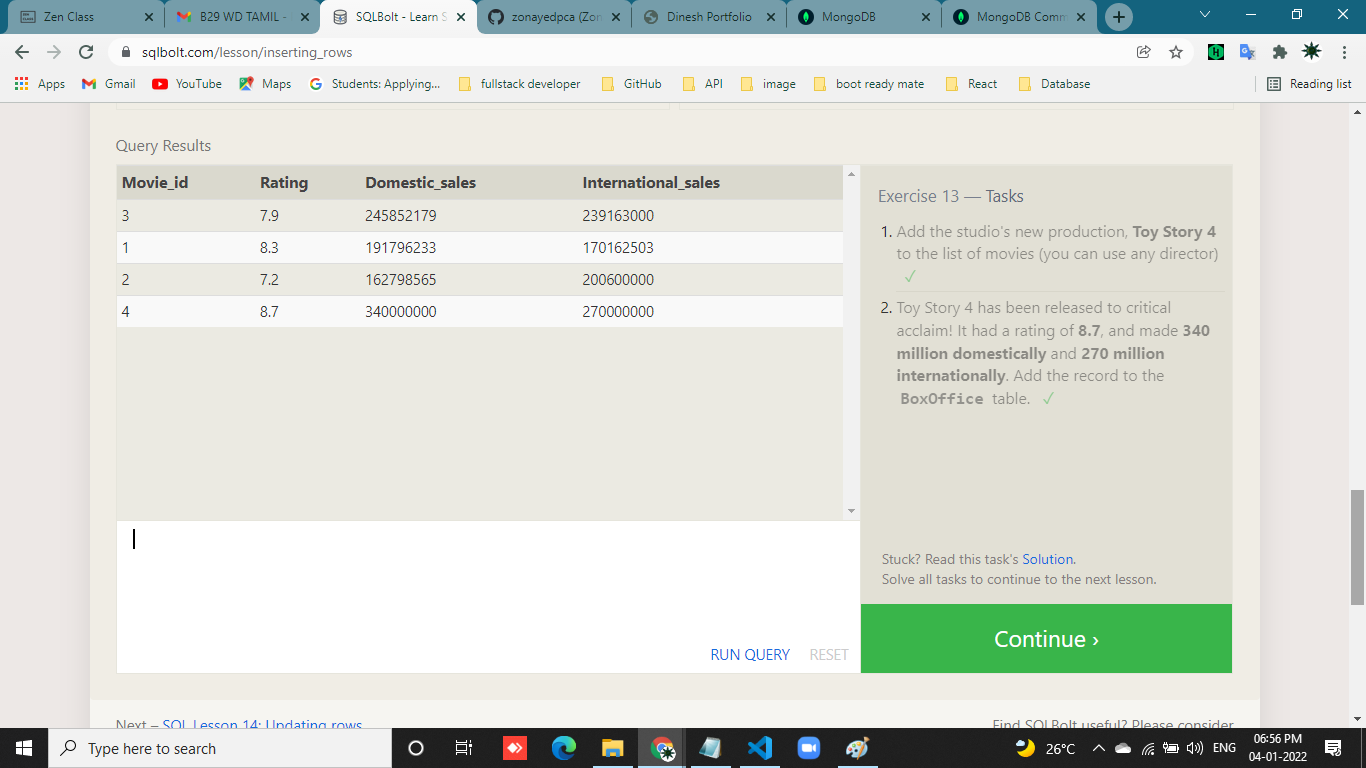 Zen Class
B29 WD TAMIL -
SQLBolt - Learn S
zonayedpca (Zon
Dinesh Portfolio
MongoDB
MongoDB Comm
sqlbolt.com/lesson/inserting_rows
Apps
Gmail
YouTube
Maps
Students: Applying...
fullstack developer
GitHub
API
image
boot ready mate
React
Database
Reading list
Query Results
Movie_id Rating Domestic_sales International_sales
3 7.9 245852179 239163000
1 8.3 191796233 170162503
2 7.2 162798565 200600000
4 8.7 340000000 270000000
RUN QUERY RESET
Exercise 13 — Tasks
1. Add the studio's new production, Toy Story 4
to the list of movies (you can use any director)
✓
2. Toy Story 4 has been released to critical
acclaim! It had a rating of 8.7, and made 340
million domestically and 270 million
internationally. Add the record to the
BoxOffice table. ✓
Stuck? Read this task's Solution.
Solve all tasks to continue to the next lesson.
Continue ›
Next – SQL Lesson 14: Updating rows
Find SQLBolt useful? Please consider
Type here to search
26°C
ENG
06:56 PM
04-01-2022